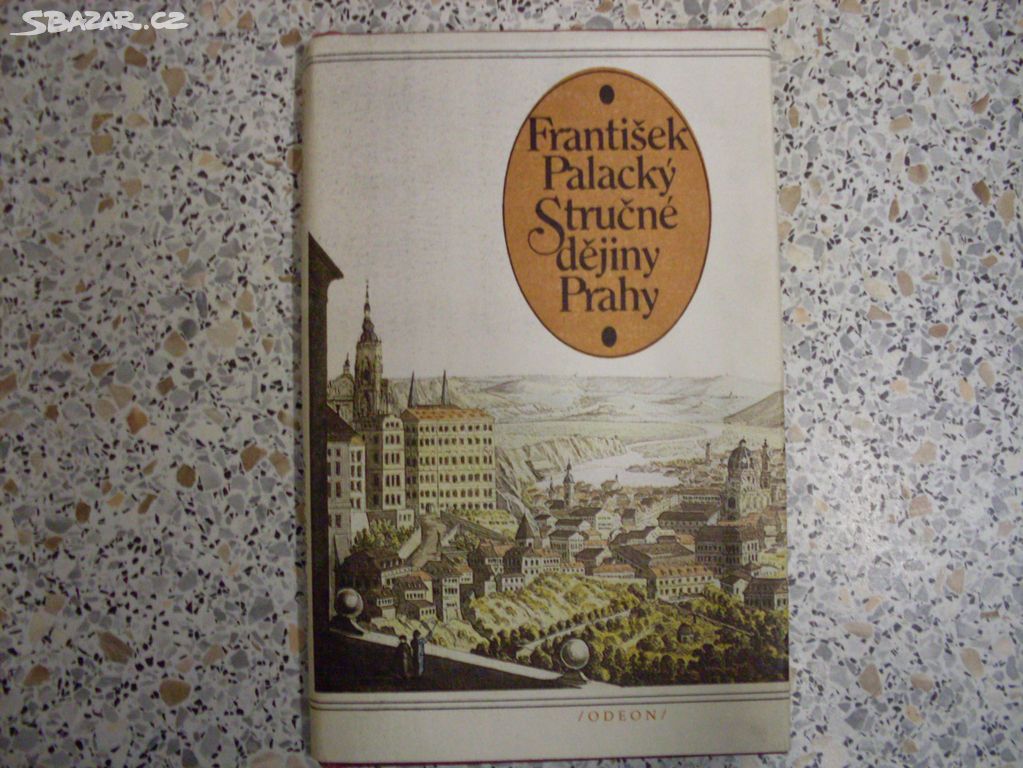 SBAZAR.CZ
František
Palacký
Stručné
dějiny
Prahy
/ODEON/